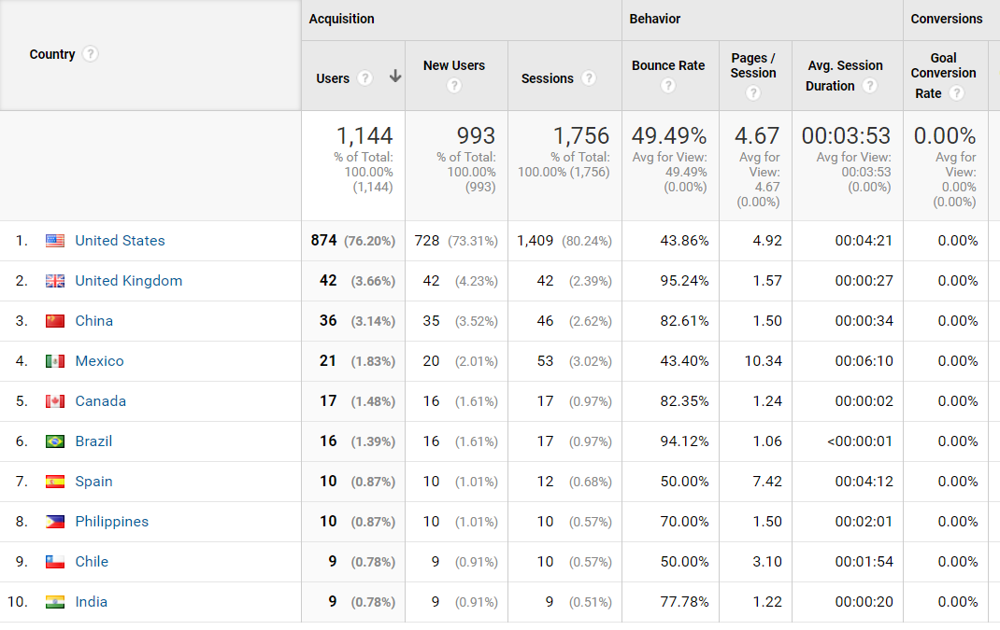 Acquisition Behavior Conversions
Country ? Users ? New Users ? Sessions ? Bounce Rate ? Pages / Session ? Avg. Session Duration ? Goal Conversion Rate ?
1,144 993 1,756 49.49% 4.67 00:03:53 0.00%
% of Total: 100.00% (1,144) % of Total: 100.00% (993) % of Total: 100.00% (1,756) Avg for View: 49.49% (0.00%) Avg for View: 4.67 (0.00%) Avg for View: 00:03:53 (0.00%) Avg for View: 0.00% (0.00%)
1. United States 874 (76.20%) 728 (73.31%) 1,409 (80.24%) 43.86% 4.92 00:04:21 0.00%
2. United Kingdom 42 (3.66%) 42 (4.23%) 42 (2.39%) 95.24% 1.57 00:00:27 0.00%
3. China 36 (3.14%) 35 (3.52%) 46 (2.62%) 82.61% 1.50 00:00:34 0.00%
4. Mexico 21 (1.83%) 20 (2.01%) 53 (3.02%) 43.40% 10.34 00:06:10 0.00%
5. Canada 17 (1.48%) 16 (1.61%) 17 (0.97%) 82.35% 1.24 00:00:02 0.00%
6. Brazil 16 (1.39%) 16 (1.61%) 17 (0.97%) 94.12% 1.06 <00:00:01 0.00%
7. Spain 10 (0.87%) 10 (1.01%) 12 (0.68%) 50.00% 7.42 00:04:12 0.00%
8. Philippines 10 (0.87%) 10 (1.01%) 10 (0.57%) 70.00% 1.50 00:02:01 0.00%
9. Chile 9 (0.78%) 9 (0.91%) 10 (0.57%) 50.00% 3.10 00:01:54 0.00%
10. India 9 (0.78%) 9 (0.91%) 9 (0.51%) 77.78% 1.22 00:00:20 0.00%